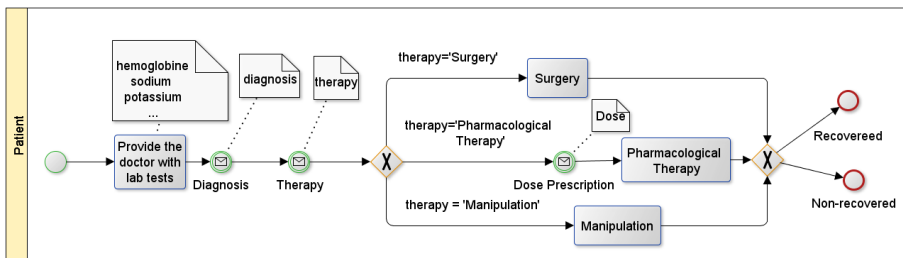 Patient
hemoglobine
sodium
potassium
...
diagnosis
therapy
Provide the
doctor with
lab tests
Diagnosis
Therapy
X
therapy='Surgery'
Surgery
therapy='Pharmacological
Therapy'
Dose
Dose Prescription
Pharmacological
Therapy
therapy = 'Manipulation'
Manipulation
X
Recovereed
Non-recovered